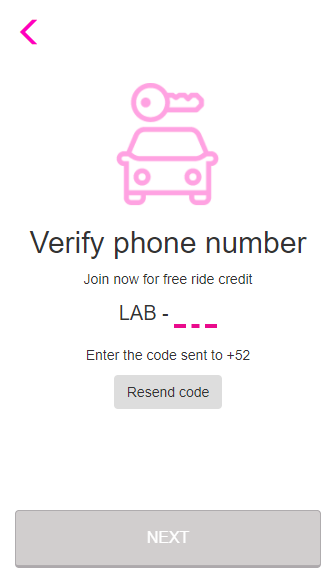 Verify phone number
Join now for free ride credit
LAB - _ _ _
Enter the code sent to +52
Resend code
NEXT